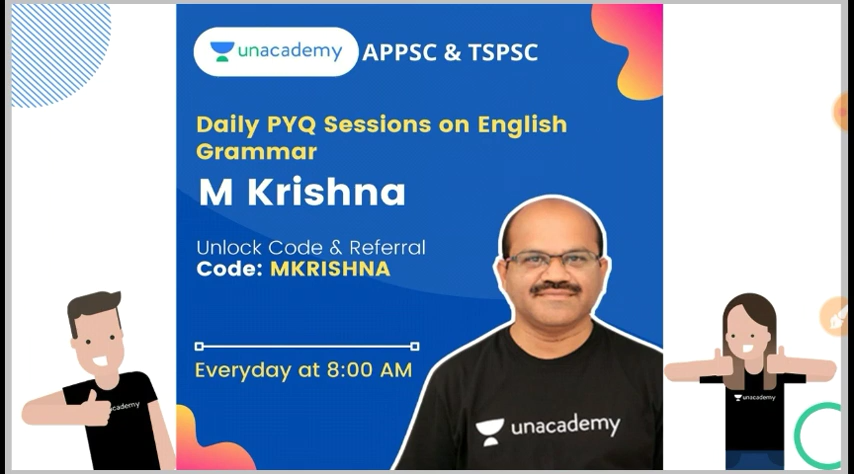 unacademy APPSC & TSPSC
Daily PYQ Sessions on English
Grammar
M Krishna
Unlock Code & Referral
Code: MKRISHNA
Everyday at 8:00 AM
unacademy
academy
unacademy